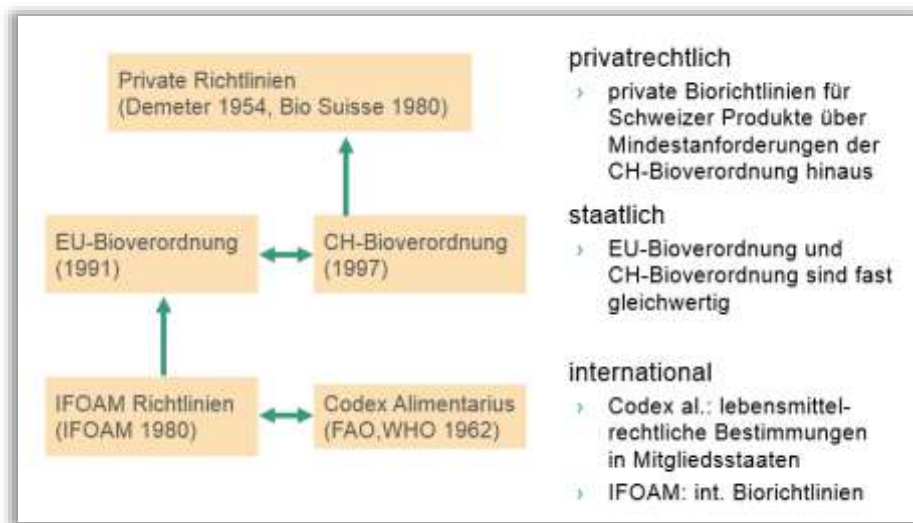 Private Richtlinien
(Demeter 1954, Bio Suisse 1980)
EU-Bioverordnung
(1991)
CH-Bioverordnung
(1997)
IFOAM Richtlinien
(IFOAM 1980)
Codex Alimentarius
(FAO,WHO 1962)
privatrechtlich
› private Biorichtlinien für
Schweizer Produkte über
Mindestanforderungen der
CH-Bioverordnung hinaus
staatlich
› EU-Bioverordnung und
CH-Bioverordnung sind fast
gleichwertig
international
› Codex al.: lebensmittel-
rechtliche Bestimmungen
in Mitgliedsstaaten
› IFOAM: int. Biorichtlinien